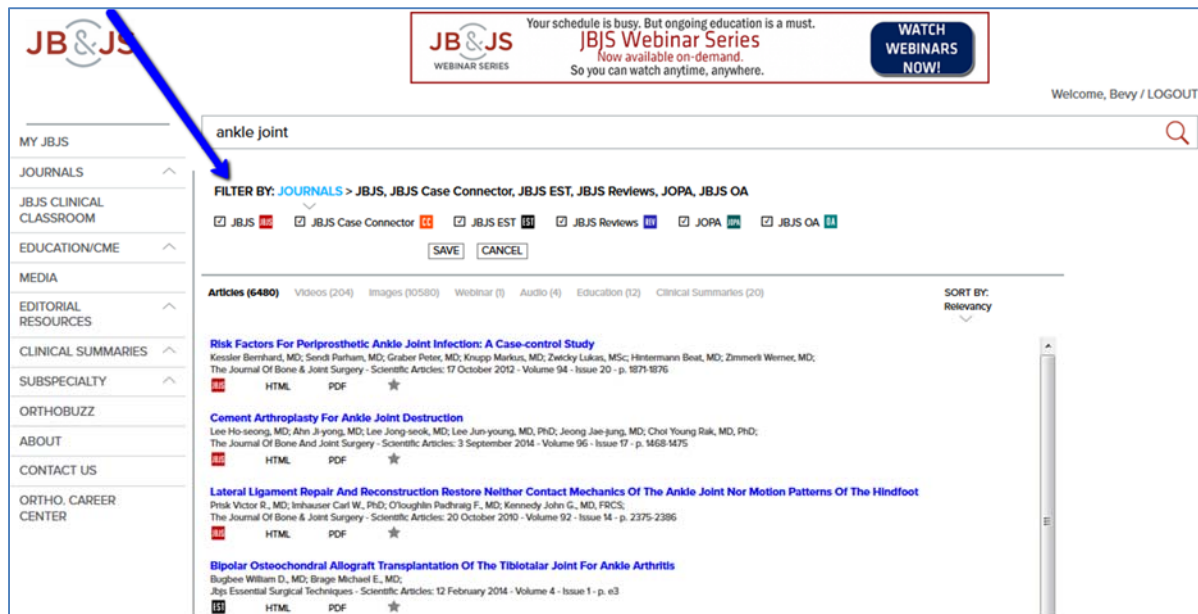 JB&JS
JB&JS
WEBINAR SERIES
Your schedule is busy. But ongoing education is a must.
JBJS Webinar Series
Now available on-demand.
So you can watch anytime, anywhere.
WATCH
WEBINARS
NOW!
Welcome, Bevy / LOGOUT
ankle joint
MY JBJS
JOURNALS
JBJS CLINICAL
CLASSROOM
EDUCATION/CME
MEDIA
EDITORIAL
RESOURCES
CLINICAL SUMMARIES
SUBSPECIALTY
ORTHOBUZZ
ABOUT
CONTACT US
ORTHO. CAREER
CENTER
FILTER BY: JOURNALS > JBJS, JBJS Case Connector, JBJS EST, JBJS Reviews, JOPA, JBJS OA
JBJS JBJS JBJS Case Connector CC JBJS EST EST JBJS Reviews REV JOPA JOPA JBJS OA OA
SAVE CANCEL
Articles (6480) Videos (204) Images (10580) Webinar (1) Audio (4) Education (12) Clinical Summaries (20)
SORT BY:
Relevancy
Risk Factors For Periprosthetic Ankle Joint Infection: A Case-control Study
Kessler Bernhard, MD; Sendi Parham, MD; Graber Peter, MD; Knupp Markus, MD; Zwicky Lukas, MSc; Hintermann Beat, MD; Zimmerli Werner, MD;
The Journal Of Bone & Joint Surgery - Scientific Articles: 17 October 2012 - Volume 94 - Issue 20 - p. 1871-1876
JBJS HTML PDF
Cement Arthroplasty For Ankle Joint Destruction
Lee Ho-seong, MD; Ahn Ji-yong, MD; Lee Jong-seok, MD; Lee Jun-young, MD, PhD; Jeong Jae-jung, MD; Choi Young Rak, MD, PhD;
The Journal Of Bone And Joint Surgery - Scientific Articles: 3 September 2014 - Volume 96 - Issue 17 - p. 1468-1475
JBJS HTML PDF
Lateral Ligament Repair And Reconstruction Restore Neither Contact Mechanics Of The Ankle Joint Nor Motion Patterns Of The Hindfoot
Prisk Victor R., MD; Imhauser Carl W., PhD; O'loughlin Padhraig F., MD; Kennedy John G., MD, FRCS;
The Journal Of Bone & Joint Surgery - Scientific Articles: 20 October 2010 - Volume 92 - Issue 14 - p. 2375-2386
JBJS HTML PDF
Bipolar Osteochondral Allograft Transplantation Of The Tibiotalar Joint For Ankle Arthritis
Bugbee William D., MD; Brage Michael E., MD;
Jbjs Essential Surgical Techniques - Scientific Articles: 12 February 2014 - Volume 4 - Issue 1 - p. e3
EST HTML PDF